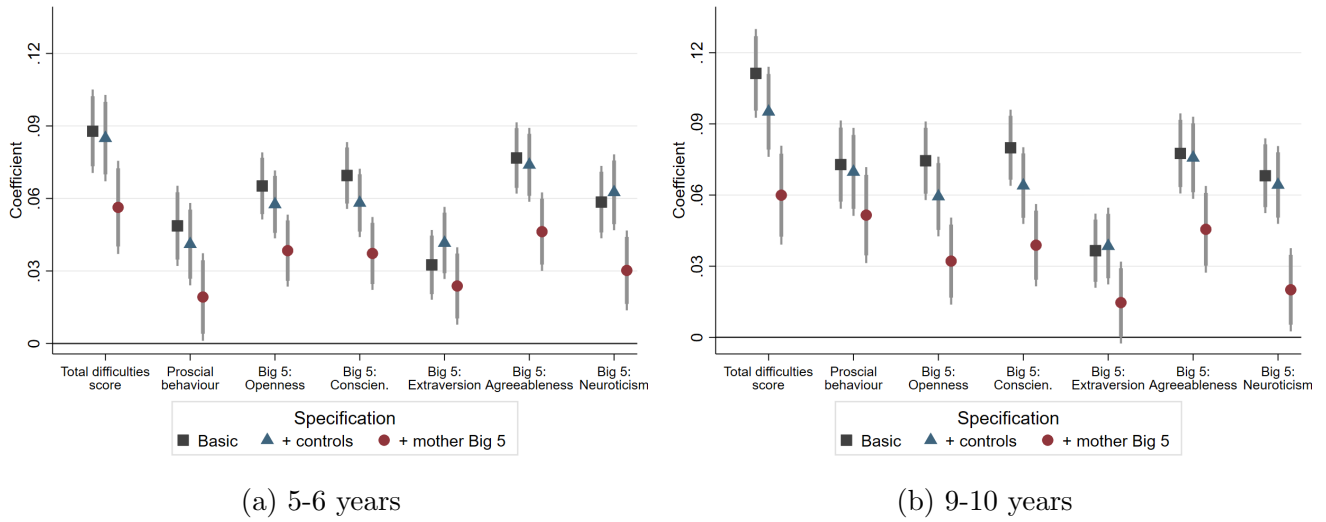 Coefficient
.12
.09
.06
.03
0
Total difficulties
score
Proscial
behaviour
Big 5:
Openness
Big 5:
Conscien.
Big 5:
Extraversion
Big 5:
Agreeableness
Big 5:
Neuroticism
Specification
Basic
+ controls
+ mother Big 5
(a) 5-6 years
Coefficient
.12
.09
.06
.03
0
Total difficulties
score
Proscial
behaviour
Big 5:
Openness
Big 5:
Conscien.
Big 5:
Extraversion
Big 5:
Agreeableness
Big 5:
Neuroticism
Specification
Basic
+ controls
+ mother Big 5
(b) 9-10 years